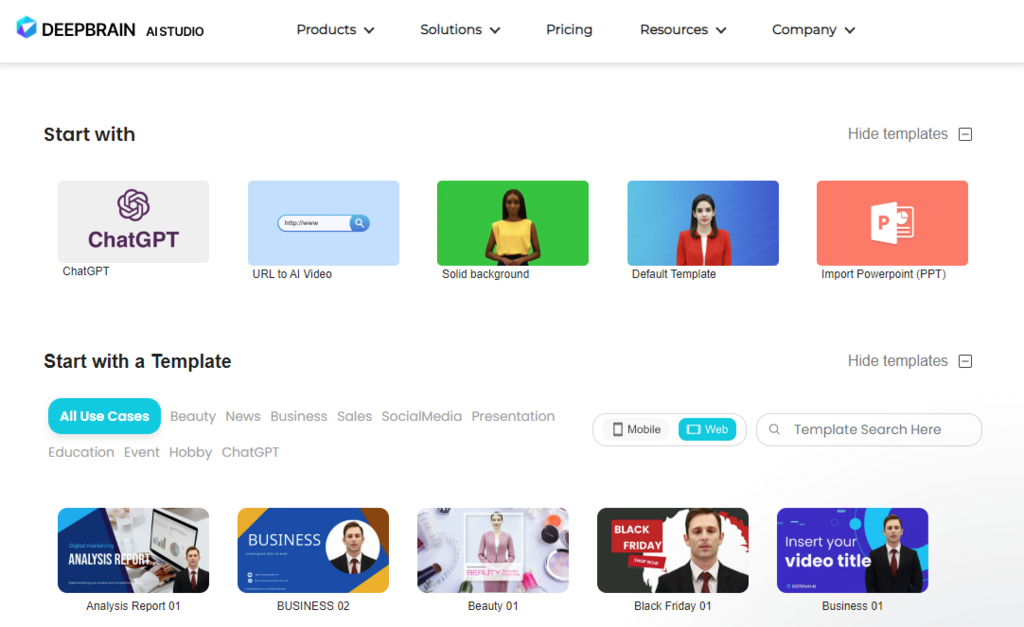 DEEPBRAIN AI STUDIO
Products Solutions Pricing Resources Company
Start with Hide templates
ChatGPT
http://www
P
ChatGPT URL to AI Video Solid background Default Template Import Powerpoint (PPT)
Start with a Template Hide templates
All Use Cases Beauty News Business Sales SocialMedia Presentation
Education Event Hobby ChatGPT
Mobile Web Template Search Here
Digital marketing
ANALYSIS REPORT
BUSINESS
BEAUTY
BLACK
FRIDAY
SHOP NOW
Insert your
video title
Analysis Report 01 BUSINESS 02 Beauty 01 Black Friday 01 Business 01